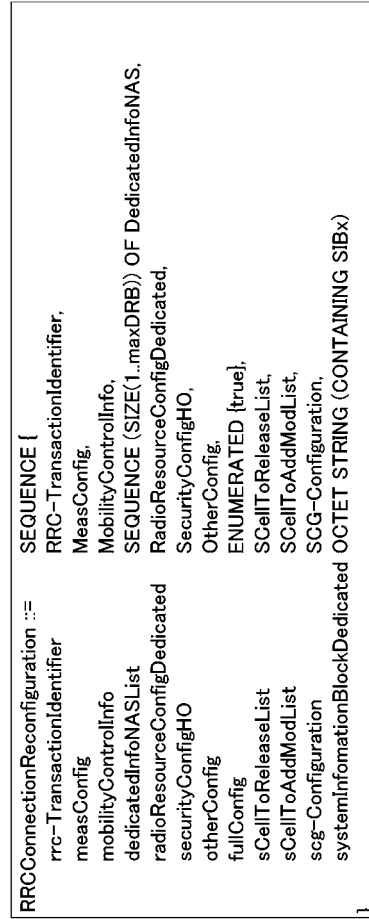 RRCConnectionReconfiguration ::= SEQUENCE {
rrc-TransactionIdentifier RRC-TransactionIdentifier,
measConfig MeasConfig,
mobilityControlInfo MobilityControlInfo,
dedicatedInfoNASList SEQUENCE (SIZE(1..maxDRB)) OF DedicatedInfoNAS,
radioResourceConfigDedicated RadioResourceConfigDedicated,
securityConfigHO SecurityConfigHO,
otherConfig OtherConfig,
fullConfig ENUMERATED {true},
sCellToReleaseList SCellToReleaseList,
sCellToAddModList SCellToAddModList,
scg-Configuration SCG-Configuration,
systemInfomationBlockDedicated OCTET STRING (CONTAINING SIBx)
}